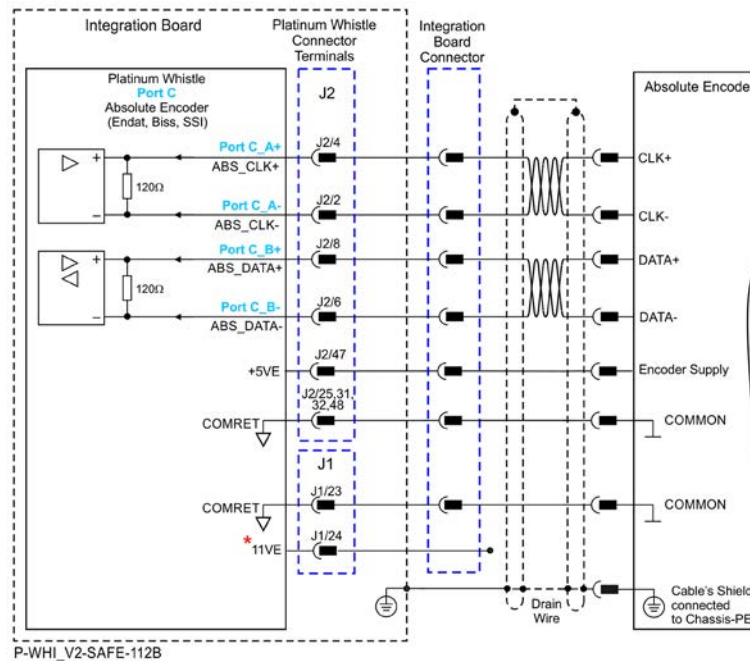 Integration Board
Platinum Whistle
Connector
Terminals
Integration
Board
Connector
Platinum Whistle
Port C
Absolute Encoder
(Endat, Biss, SSI)
J2
Absolute Encode
Port C_A+
ABS_CLK+
J2/4
CLK+
120Ω
Port C_A-
ABS_CLK-
J2/2
CLK-
Port C_B+
ABS_DATA+
J2/8
DATA+
120Ω
Port C_B-
ABS_DATA-
J2/6
DATA-
+5VE
J2/47
Encoder Supply
J2/25,31,
32,48
COMRET
COMMON
J1
COMRET
J1/23
COMMON
* 11VE
J1/24
Drain
Wire
Cable's Shield
connected
to Chassis-PE
P-WHI_V2-SAFE-112B